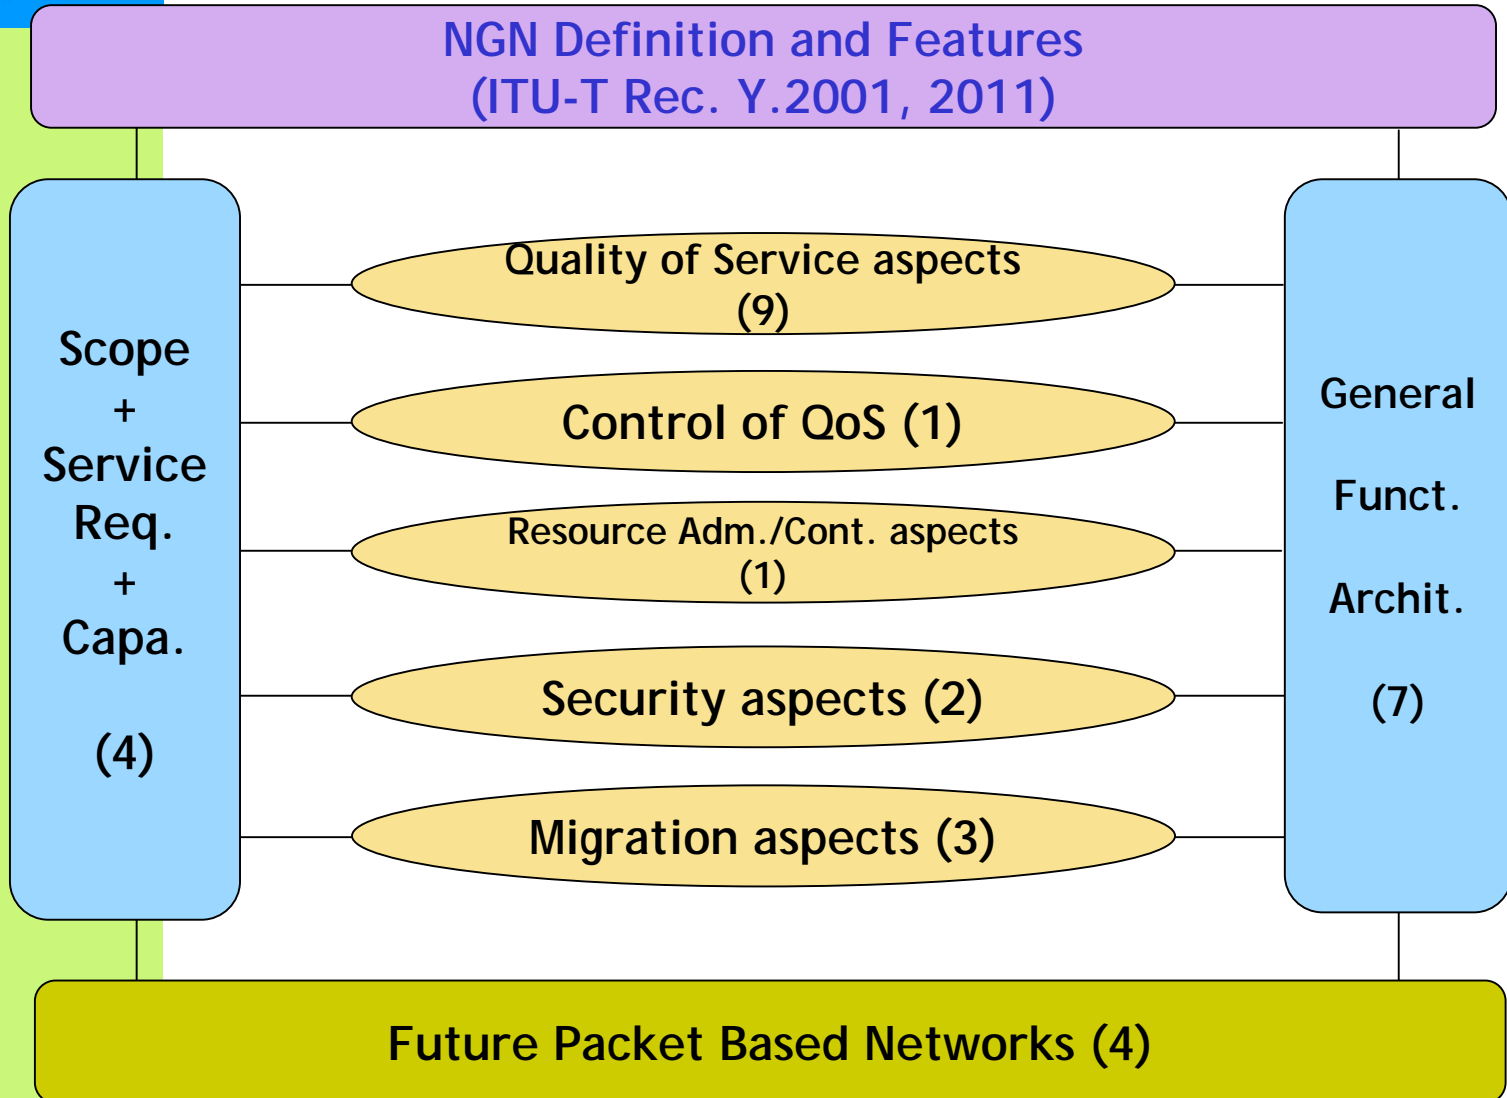 NGN Definition and Features
(ITU-T Rec. Y.2001, 2011)
Scope
+
Service
Req.
+
Capa.
(4)
Quality of Service aspects
(9)
Control of QoS (1)
Resource Adm./Cont. aspects
(1)
Security aspects (2)
Migration aspects (3)
General
Funct.
Archit.
(7)
Future Packet Based Networks (4)